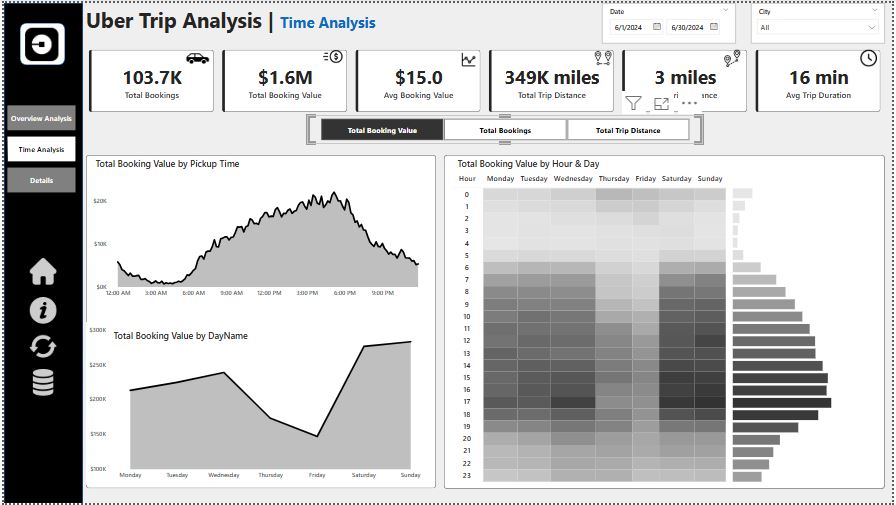 Uber Trip Analysis | Time Analysis
Date
6/1/2024 6/30/2024
City
All
103.7K
Total Bookings
$1.6M
Total Booking Value
$15.0
Avg Booking Value
349K miles
Total Trip Distance
3 miles
16 min
Avg Trip Duration
Overview Analysis
Time Analysis
Details
Total Booking Value Total Bookings Total Trip Distance
Total Booking Value by Pickup Time
$20K
$10K
$0K
12:00 AM 3:00 AM 6:00 AM 9:00 AM 12:00 PM 3:00 PM 6:00 PM 9:00 PM
Total Booking Value by DayName
$300K
$250K
$200K
$150K
$100K
Monday Tuesday Wednesday Thursday Friday Saturday Sunday
Total Booking Value by Hour & Day
Hour Monday Tuesday Wednesday Thursday Friday Saturday Sunday
0
1
2
3
4
5
6
7
8
9
10
11
12
13
14
15
16
17
18
19
20
21
22
23